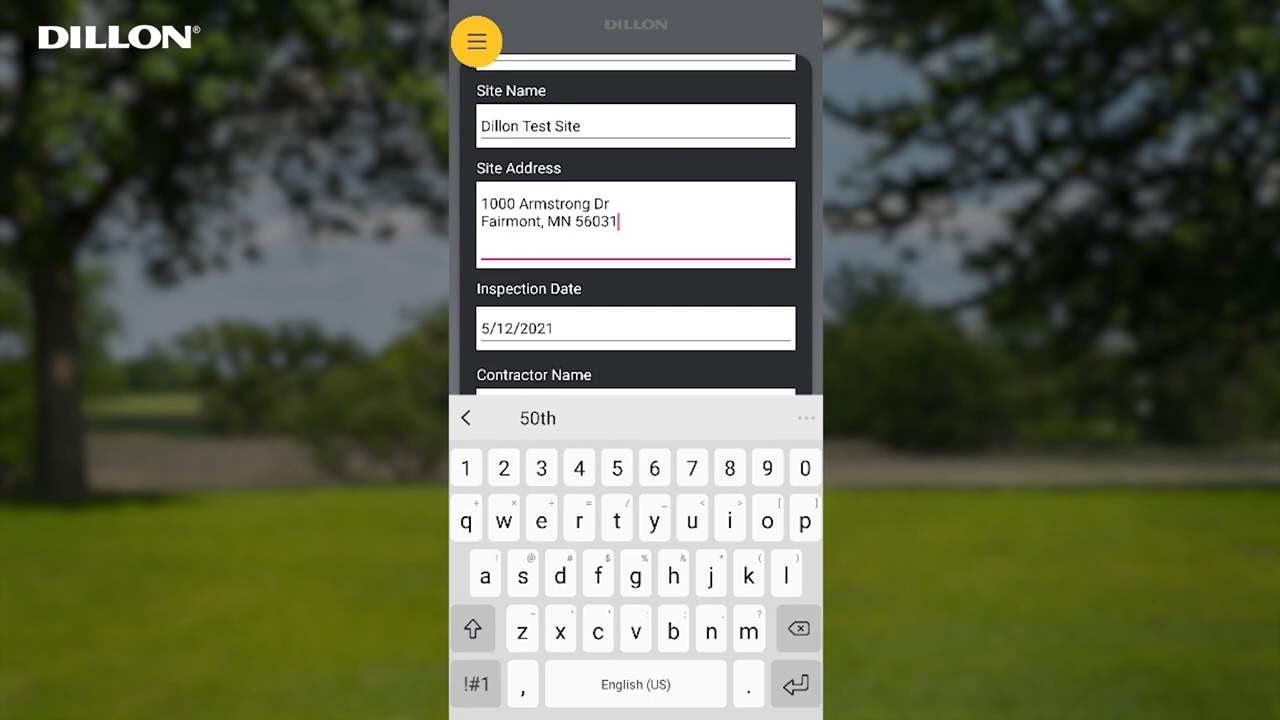 DILLON®
DILLON
Site Name
Dillon Test Site
Site Address
1000 Armstrong Dr
Fairmont, MN 56031
Inspection Date
5/12/2021
Contractor Name
50th
1 2 3 4 5 6 7 8 9 0
q w e r t y u i o p
a s d f g h j k l
z x c v b n m
!#1 , English (US) .